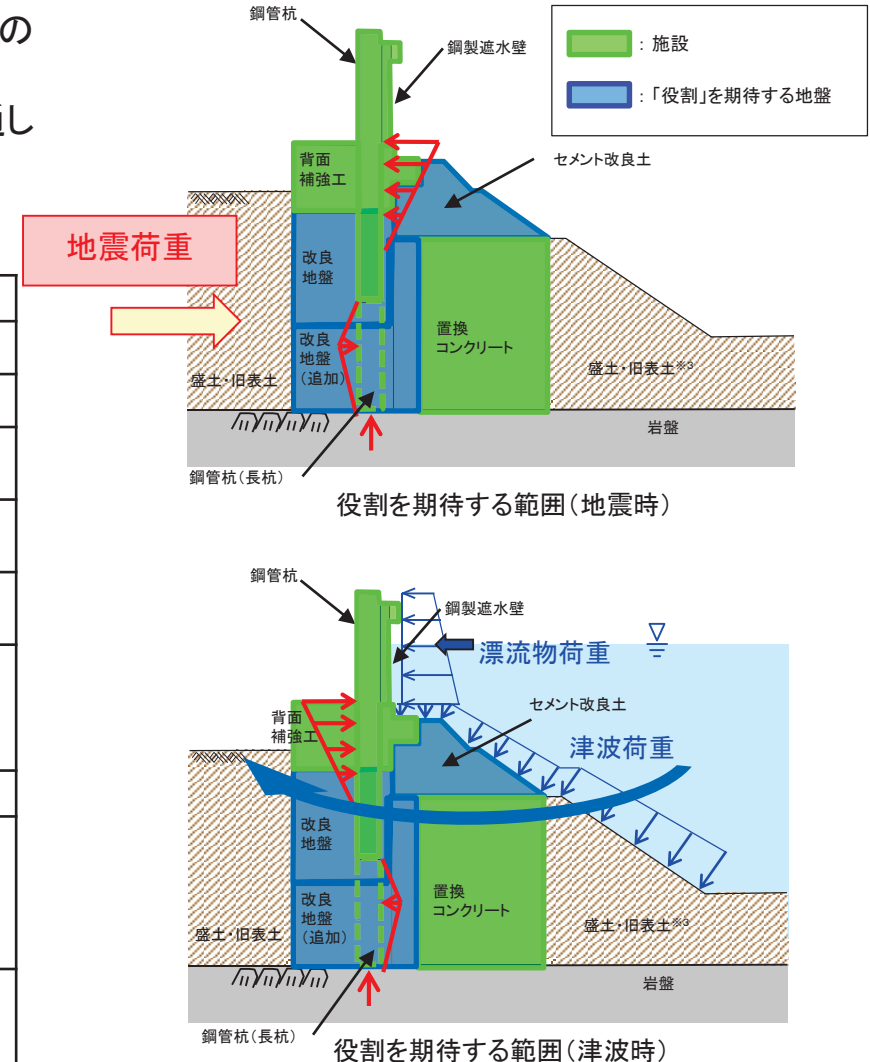 の
通し
鋼管杭
鋼製遮水壁
：施設
：「役割」を期待する地盤
背面
補強工
セメント改良土
地震荷重
改良
地盤
改良
地盤
（追加）
置換
コンクリート
盛土・旧表土
盛土・旧表土※3
岩盤
鋼管杭（長杭）
役割を期待する範囲（地震時）
鋼管杭
鋼製遮水壁
漂流物荷重
セメント改良土
背面
補強工
津波荷重
改良
地盤
改良
地盤
（追加）
置換
コンクリート
盛土・旧表土
盛土・旧表土※3
岩盤
鋼管杭（長杭）
役割を期待する範囲（津波時）